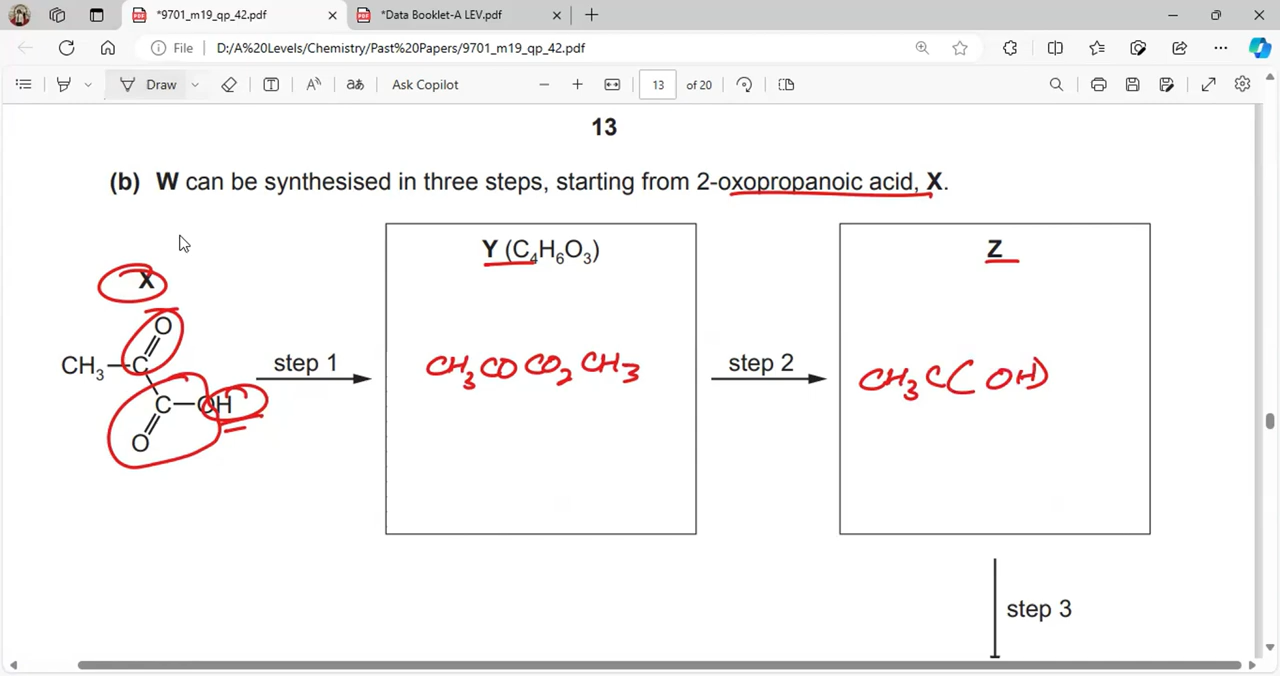 *9701_m19_qp_42.pdf
*Data Booklet-A LEV.pdf
File D:/A%20Levels/Chemistry/Past%20Papers/9701_m19_qp_42.pdf
Draw
aあ
Ask Copilot
13 of 20
13
(b) W can be synthesised in three steps, starting from 2-oxopropanoic acid, X.
X
Y (C₄H₆O₃)
Z
O
CH₃—C
C—OH
O
step 1
CH₃COCO₂CH₃
step 2
CH₃C(OH)
step 3